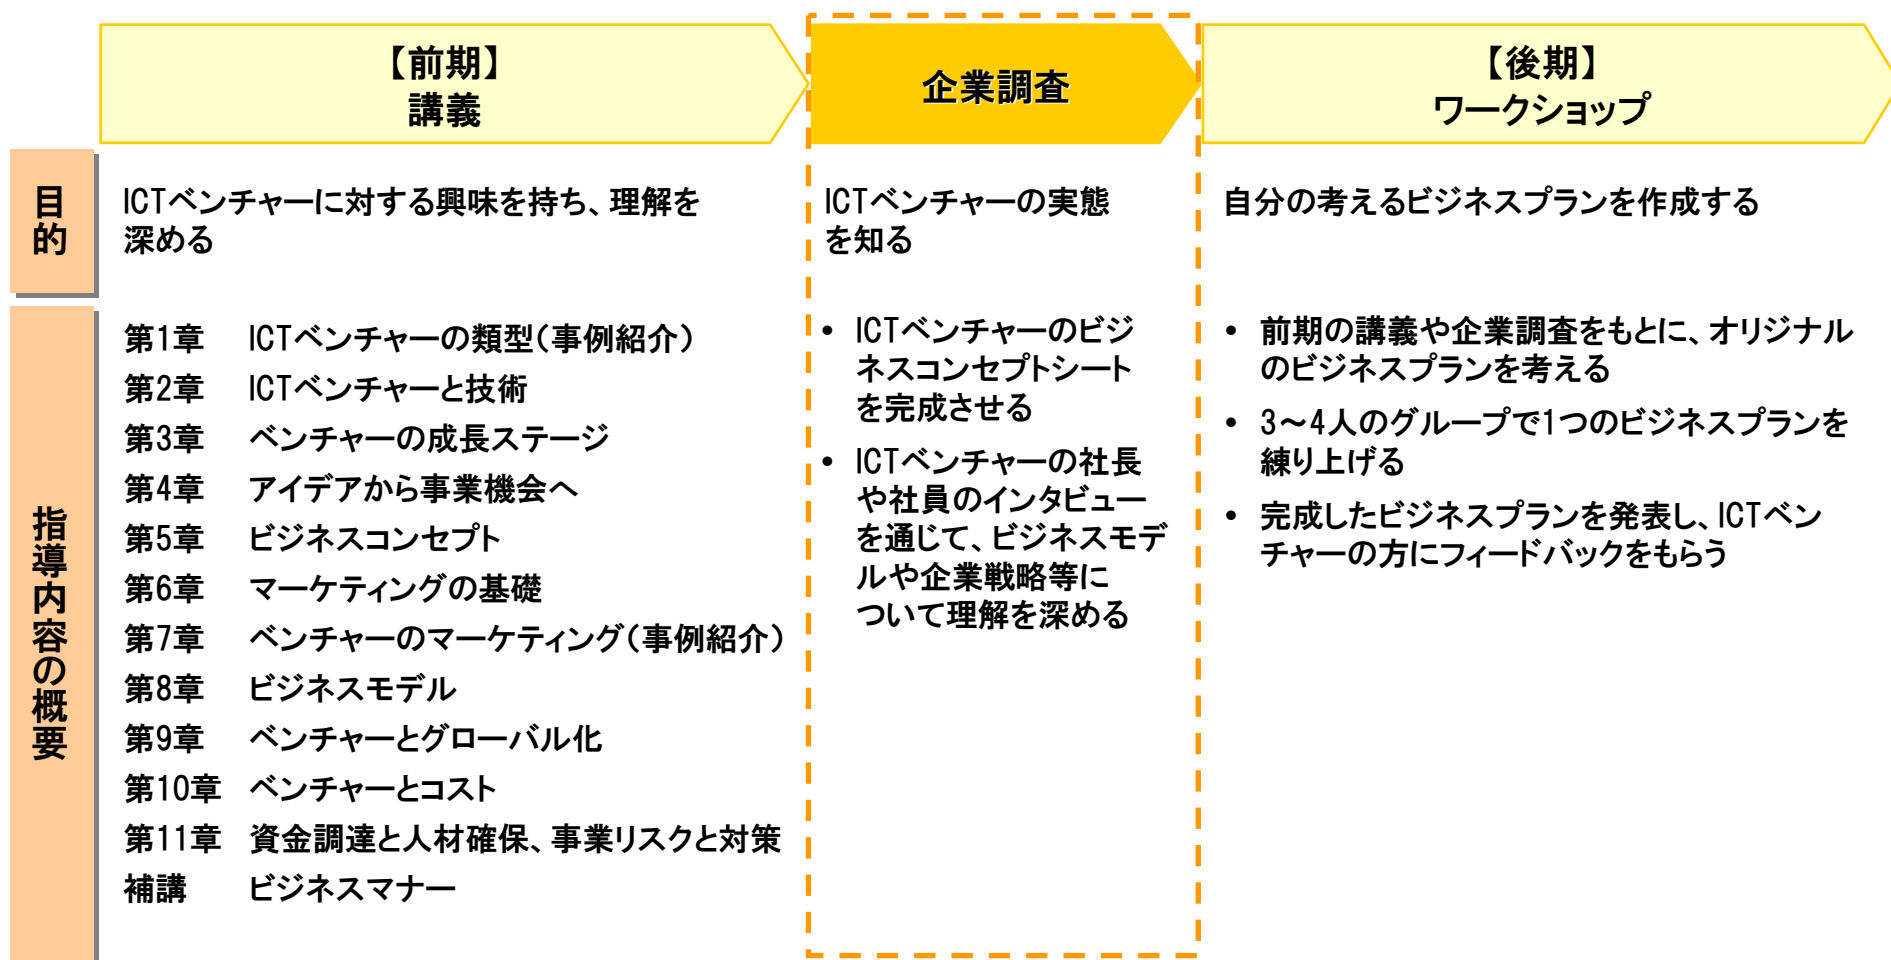 【前期】
講義
企業調査
【後期】
ワークショップ
目的
ICTベンチャーに対する興味を持ち、理解を
深める
ICTベンチャーの実態
を知る
自分の考えるビジネスプランを作成する
指導内容の概要
第1章 ICTベンチャーの類型(事例紹介)
第2章 ICTベンチャーと技術
第3章 ベンチャーの成長ステージ
第4章 アイデアから事業機会へ
第5章 ビジネスコンセプト
第6章 マーケティングの基礎
第7章 ベンチャーのマーケティング(事例紹介)
第8章 ビジネスモデル
第9章 ベンチャーとグローバル化
第10章 ベンチャーとコスト
第11章 資金調達と人材確保、事業リスクと対策
補講 ビジネスマナー
• ICTベンチャーのビジ
ネスコンセプトシート
を完成させる
• ICTベンチャーの社長
や社員のインタビュー
を通じて、ビジネスモデ
ルや企業戦略等に
ついて理解を深める
• 前期の講義や企業調査をもとに、オリジナル
のビジネスプランを考える
• 3～4人のグループで1つのビジネスプランを
練り上げる
• 完成したビジネスプランを発表し、ICTベン
チャーの方にフィードバックをもらう